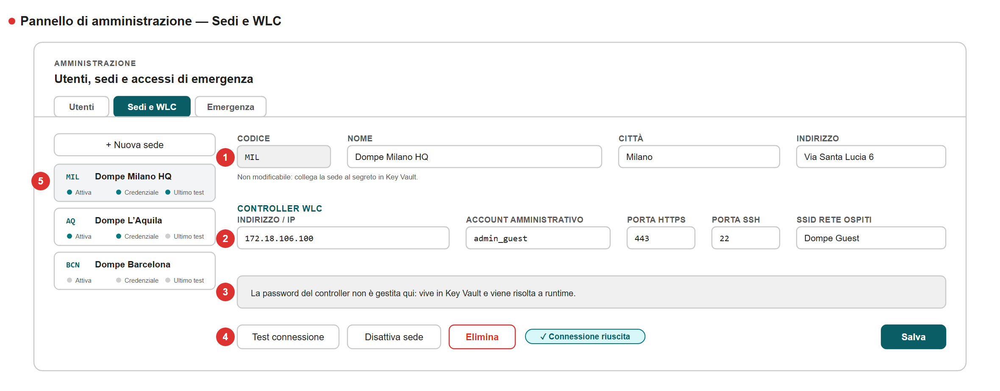 Pannello di amministrazione — Sedi e WLC
AMMINISTRAZIONE
Utenti, sedi e accessi di emergenza
Utenti
Sedi e WLC
Emergenza
+ Nuova sede
5
MIL Dompe Milano HQ
Attiva Credenziale Ultimo test
AQ Dompe L’Aquila
Attiva Credenziale Ultimo test
BCN Dompe Barcelona
Attiva Credenziale Ultimo test
CODICE NOME CITTÀ INDIRIZZO
1 MIL Dompe Milano HQ Milano Via Santa Lucia 6
Non modificabile: collega la sede al segreto in Key Vault.
CONTROLLER WLC
INDIRIZZO / IP ACCOUNT AMMINISTRATIVO PORTA HTTPS PORTA SSH SSID RETE OSPITI
2 172.18.106.100 admin_guest 443 22 Dompe Guest
3 La password del controller non è gestita qui: vive in Key Vault e viene risolta a runtime.
4 Test connessione Disattiva sede Elimina ✓ Connessione riuscita Salva